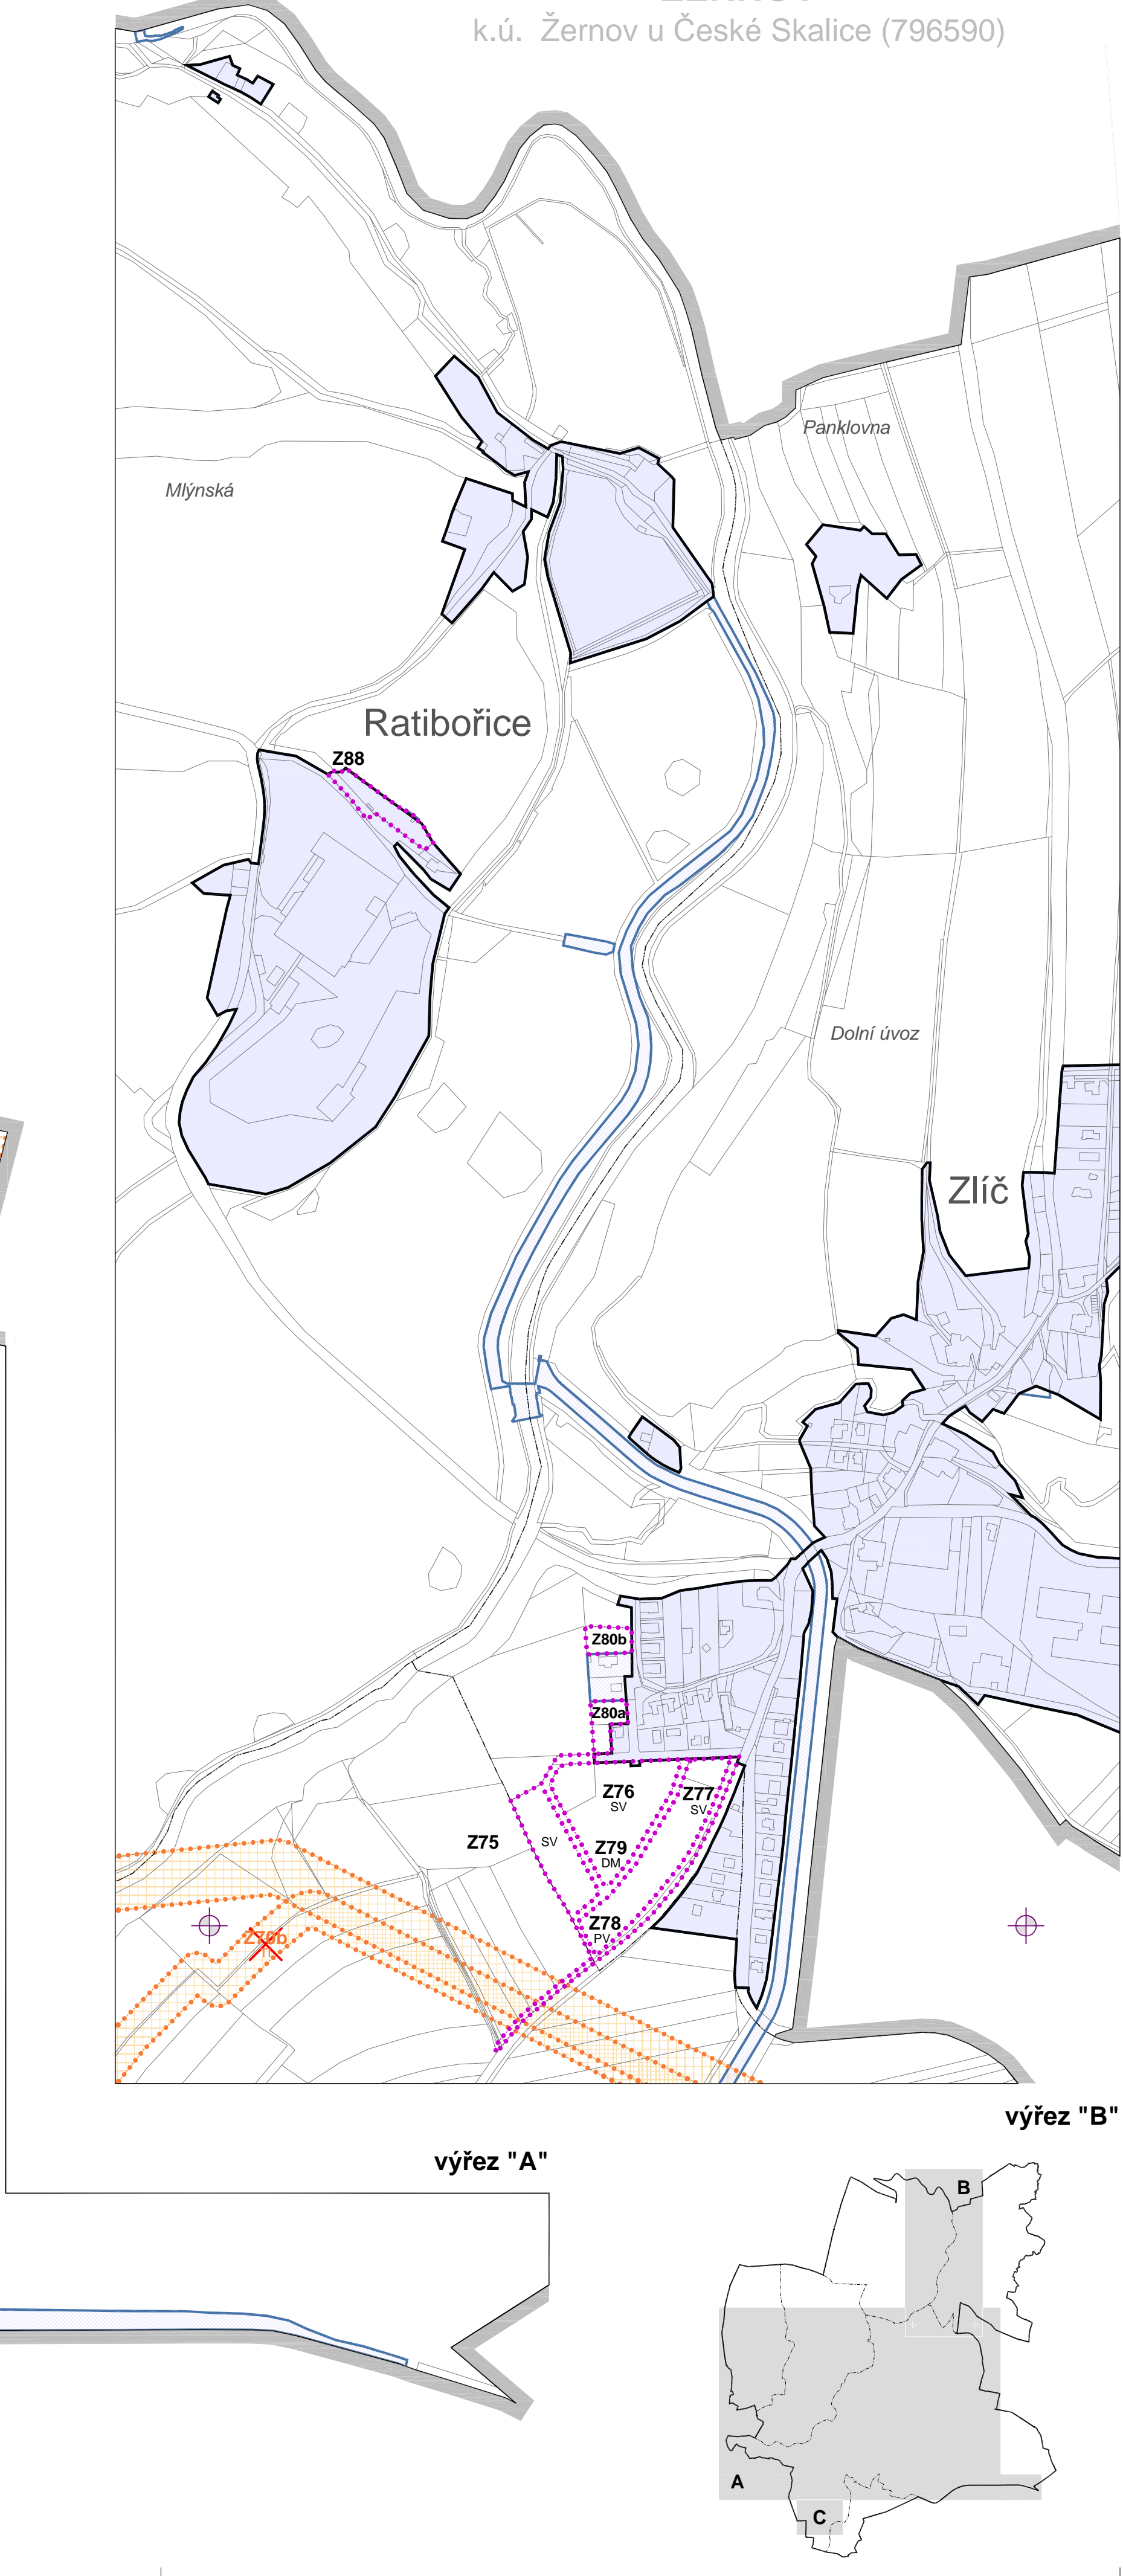 k.ú. Žernov u České Skalice (796590)
Panklovna
Mlýnská
Ratibořice
Z88
Dolní úvoz
Zlíč
Z80b
Z80a
Z76
SV
Z77
SV
Z75
SV
Z79
DM
Z78
PV
výřez "B"
výřez "A"
B
A
C